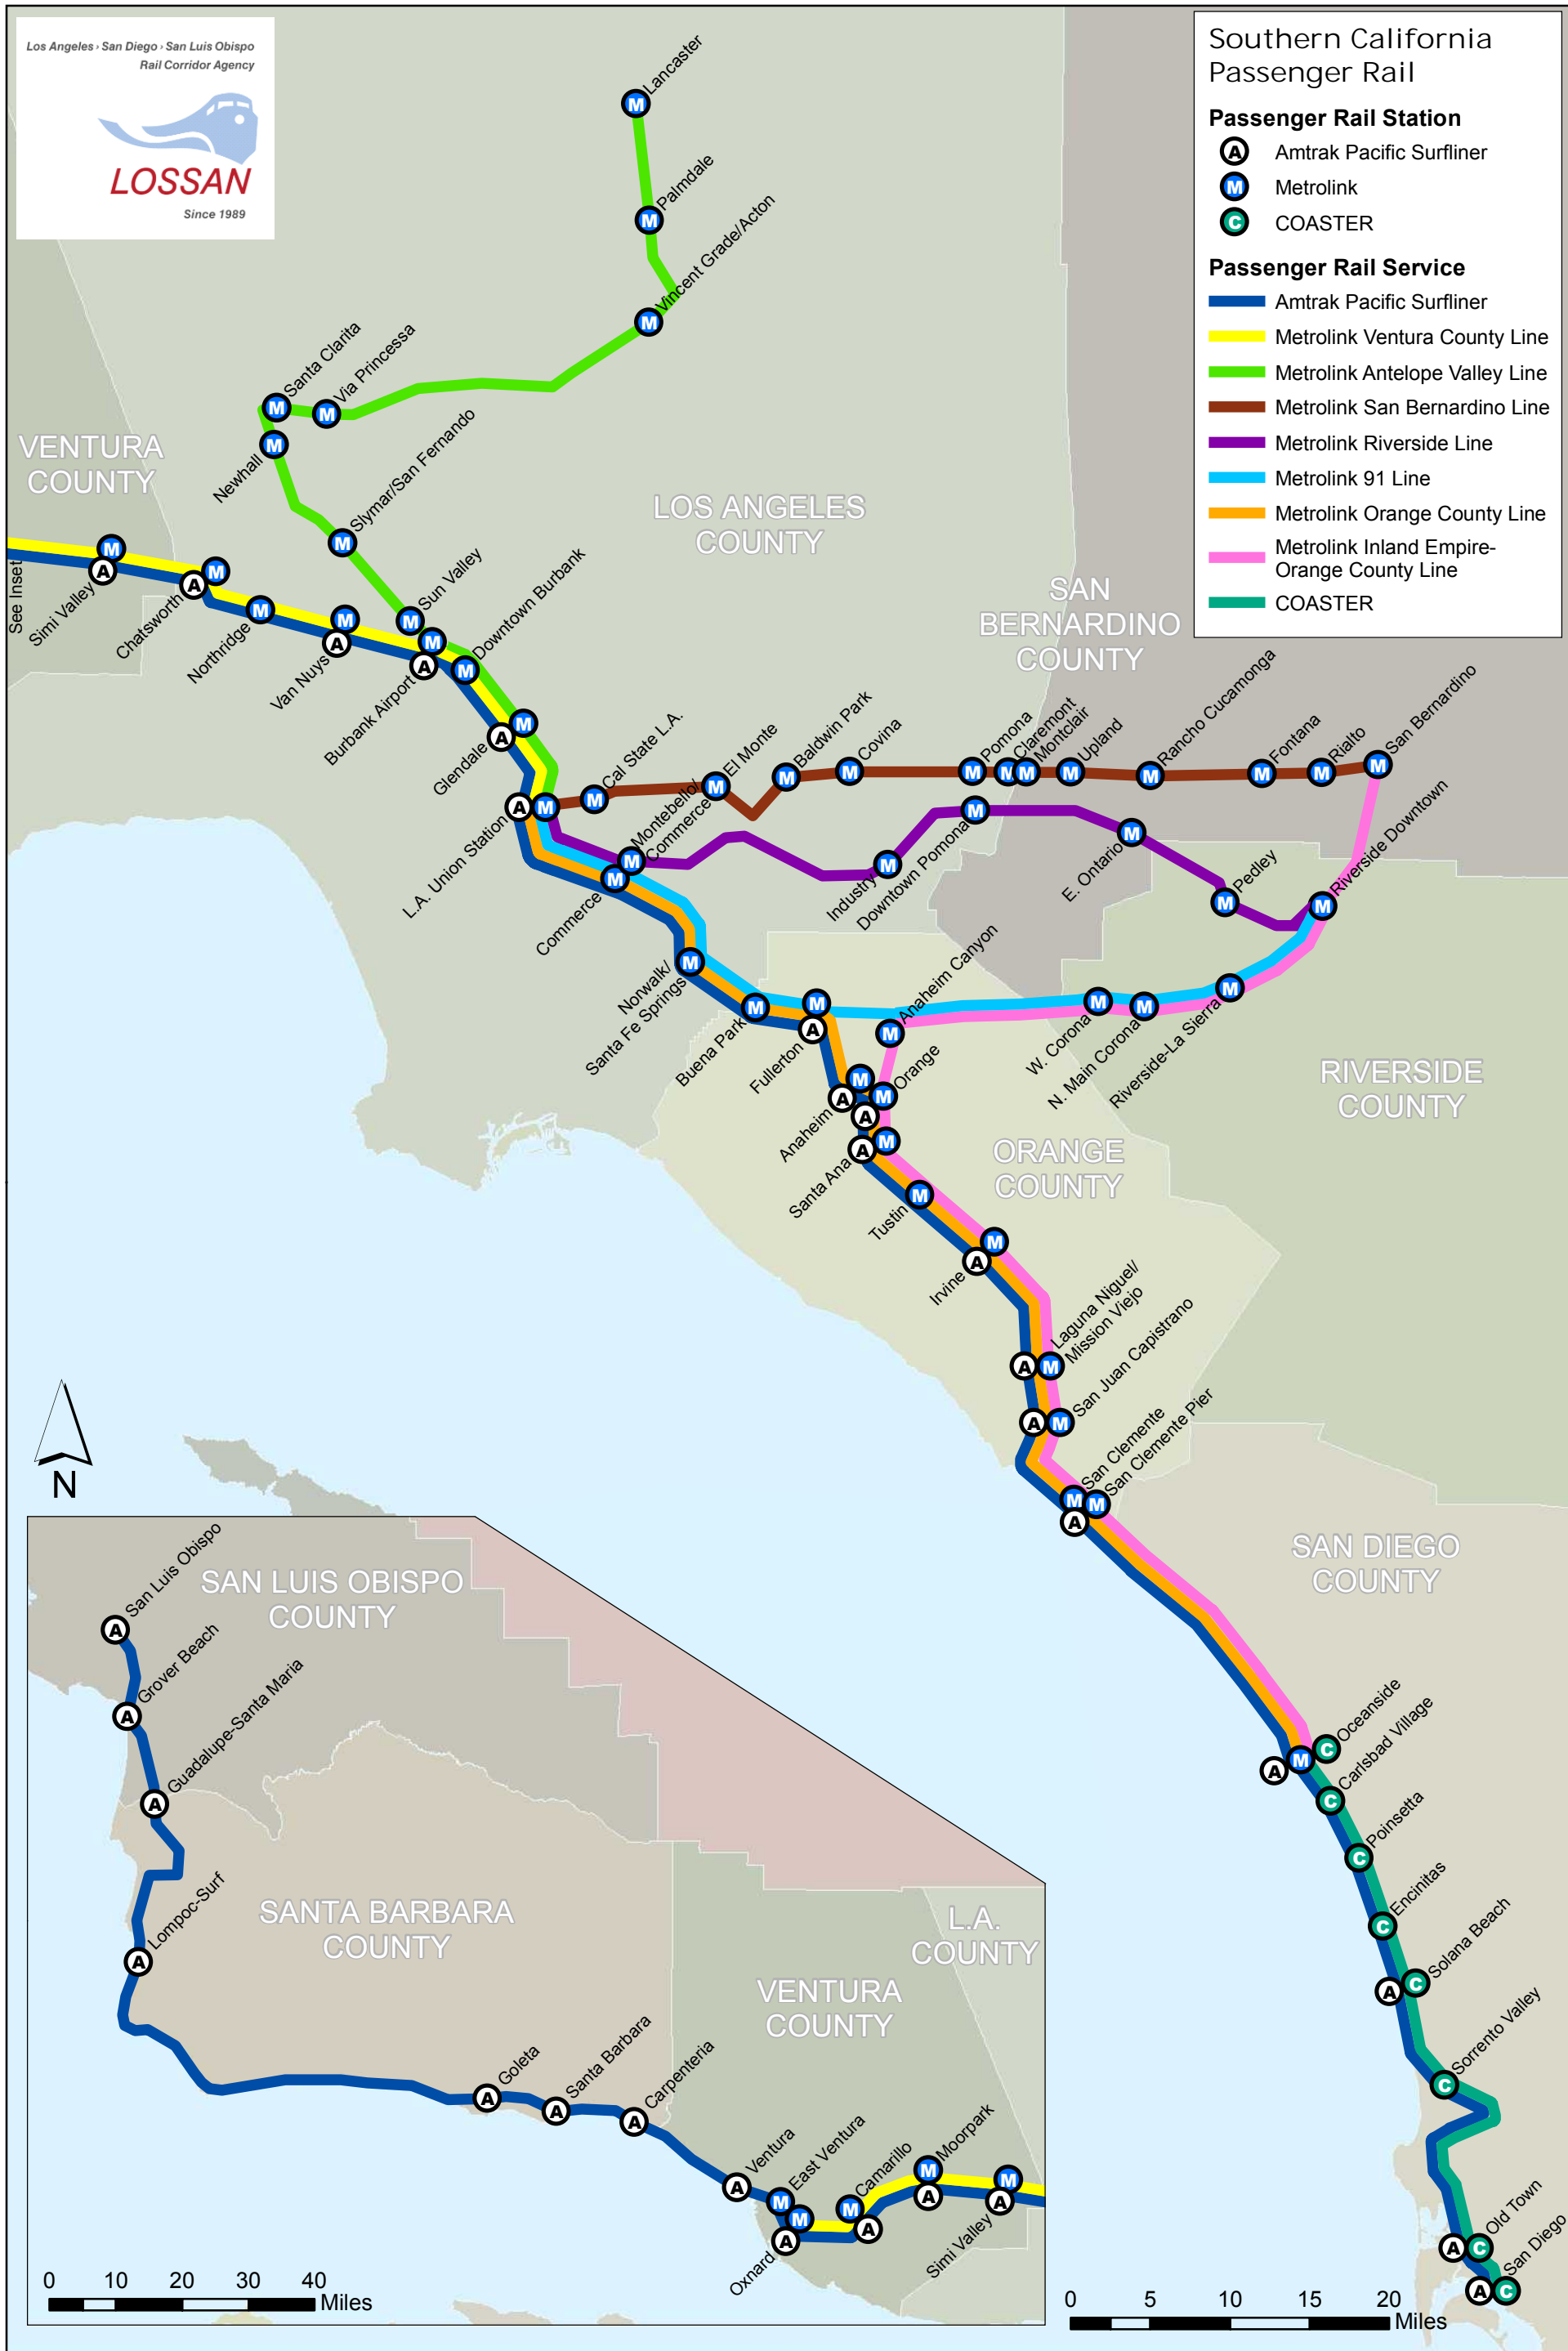 Los Angeles › San Diego › San Luis Obispo
Rail Corridor Agency
LOSSAN
Since 1989
Southern California
Passenger Rail
Passenger Rail Station
A Amtrak Pacific Surfliner
M Metrolink
C COASTER
Passenger Rail Service
Amtrak Pacific Surfliner
Metrolink Ventura County Line
Metrolink Antelope Valley Line
Metrolink San Bernardino Line
Metrolink Riverside Line
Metrolink 91 Line
Metrolink Orange County Line
Metrolink Inland Empire-
Orange County Line
COASTER
Lancaster
Palmdale
Vincent Grade/Acton
Santa Clarita
Via Princessa
Newhall
Slymar/San Fernando
VENTURA
COUNTY
LOS ANGELES
COUNTY
SAN
BERNARDINO
COUNTY
See Inset
Simi Valley
Chatsworth
Northridge
Van Nuys
Burbank Airport
Sun Valley
Downtown Burbank
Glendale
L.A. Union Station
Cal State L.A.
El Monte
Baldwin Park
Covina
Pomona
Claremont
Montclair
Upland
Rancho Cucamonga
Fontana
Rialto
San Bernardino
Montebello/
Commerce
Commerce
Industry
Downtown Pomona
E. Ontario
Pedley
Riverside Downtown
Norwalk/
Santa Fe Springs
Buena Park
Fullerton
Anaheim Canyon
W. Corona
N. Main Corona
Riverside-La Sierra
RIVERSIDE
COUNTY
Orange
Anaheim
Santa Ana
ORANGE
COUNTY
Tustin
Irvine
Laguna Niguel/
Mission Viejo
San Juan Capistrano
San Clemente
San Clemente Pier
N
SAN DIEGO
COUNTY
Oceanside
Carlsbad Village
Poinsetta
Encinitas
Solana Beach
Sorrento Valley
Old Town
San Diego
San Luis Obispo
SAN LUIS OBISPO
COUNTY
Grover Beach
Guadalupe-Santa Maria
Lompoc-Surf
SANTA BARBARA
COUNTY
L.A.
COUNTY
VENTURA
COUNTY
Goleta
Santa Barbara
Carpenteria
Ventura
East Ventura
Camarillo
Moorpark
Oxnard
Simi Valley
0 10 20 30 40
Miles
0 5 10 15 20
Miles